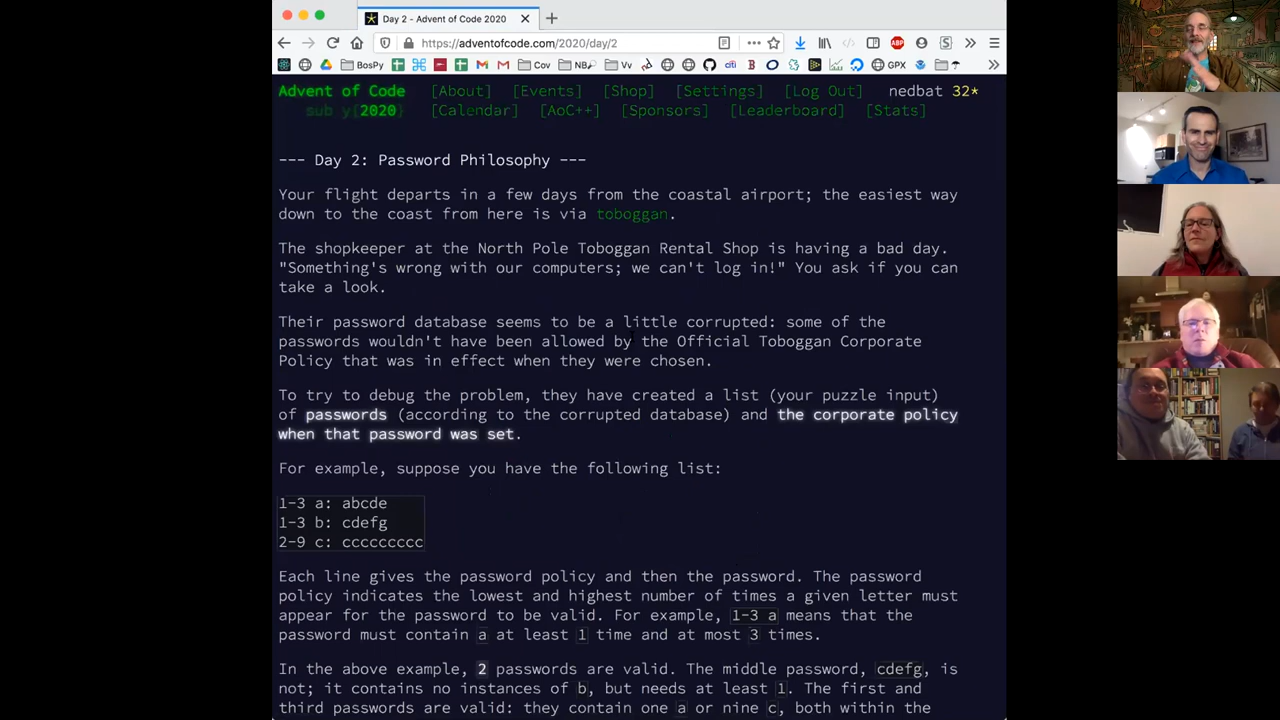 Day 2 - Advent of Code 2020
https://adventofcode.com/2020/day/2
BosPy
Cov
NB
Vv
citi
GPX
Advent of Code [About] [Events] [Shop] [Settings] [Log Out] nedbat 32*
sub y{2020} [Calendar] [AoC++] [Sponsors] [Leaderboard] [Stats]
--- Day 2: Password Philosophy ---
Your flight departs in a few days from the coastal airport; the easiest way
down to the coast from here is via toboggan.
The shopkeeper at the North Pole Toboggan Rental Shop is having a bad day.
"Something's wrong with our computers; we can't log in!" You ask if you can
take a look.
Their password database seems to be a little corrupted: some of the
passwords wouldn't have been allowed by the Official Toboggan Corporate
Policy that was in effect when they were chosen.
To try to debug the problem, they have created a list (your puzzle input)
of passwords (according to the corrupted database) and the corporate policy
when that password was set.
For example, suppose you have the following list:
1-3 a: abcde
1-3 b: cdefg
2-9 c: ccccccccc
Each line gives the password policy and then the password. The password
policy indicates the lowest and highest number of times a given letter must
appear for the password to be valid. For example, 1-3 a means that the
password must contain a at least 1 time and at most 3 times.
In the above example, 2 passwords are valid. The middle password, cdefg, is
not; it contains no instances of b, but needs at least 1. The first and
third passwords are valid: they contain one a or nine c, both within the